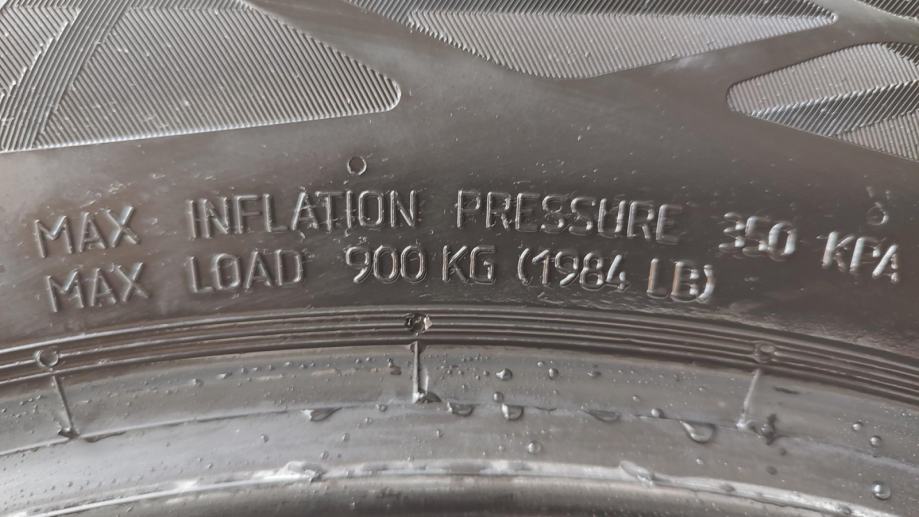 MAX INFLATION PRESSURE 350 KPA
MAX LOAD 900 KG (1984 LB)